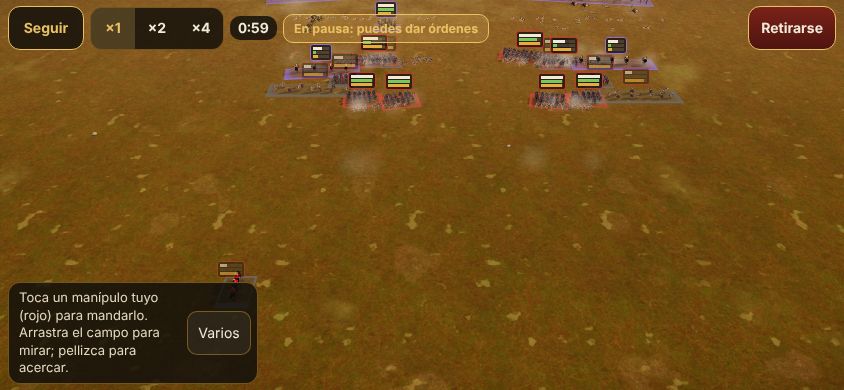 Seguir
×1
×2
×4
0:59
En pausa: puedes dar órdenes
Retirarse
Toca un manípulo tuyo
(rojo) para mandarlo.
Arrastra el campo para
mirar; pellizca para
acercar.
Varios